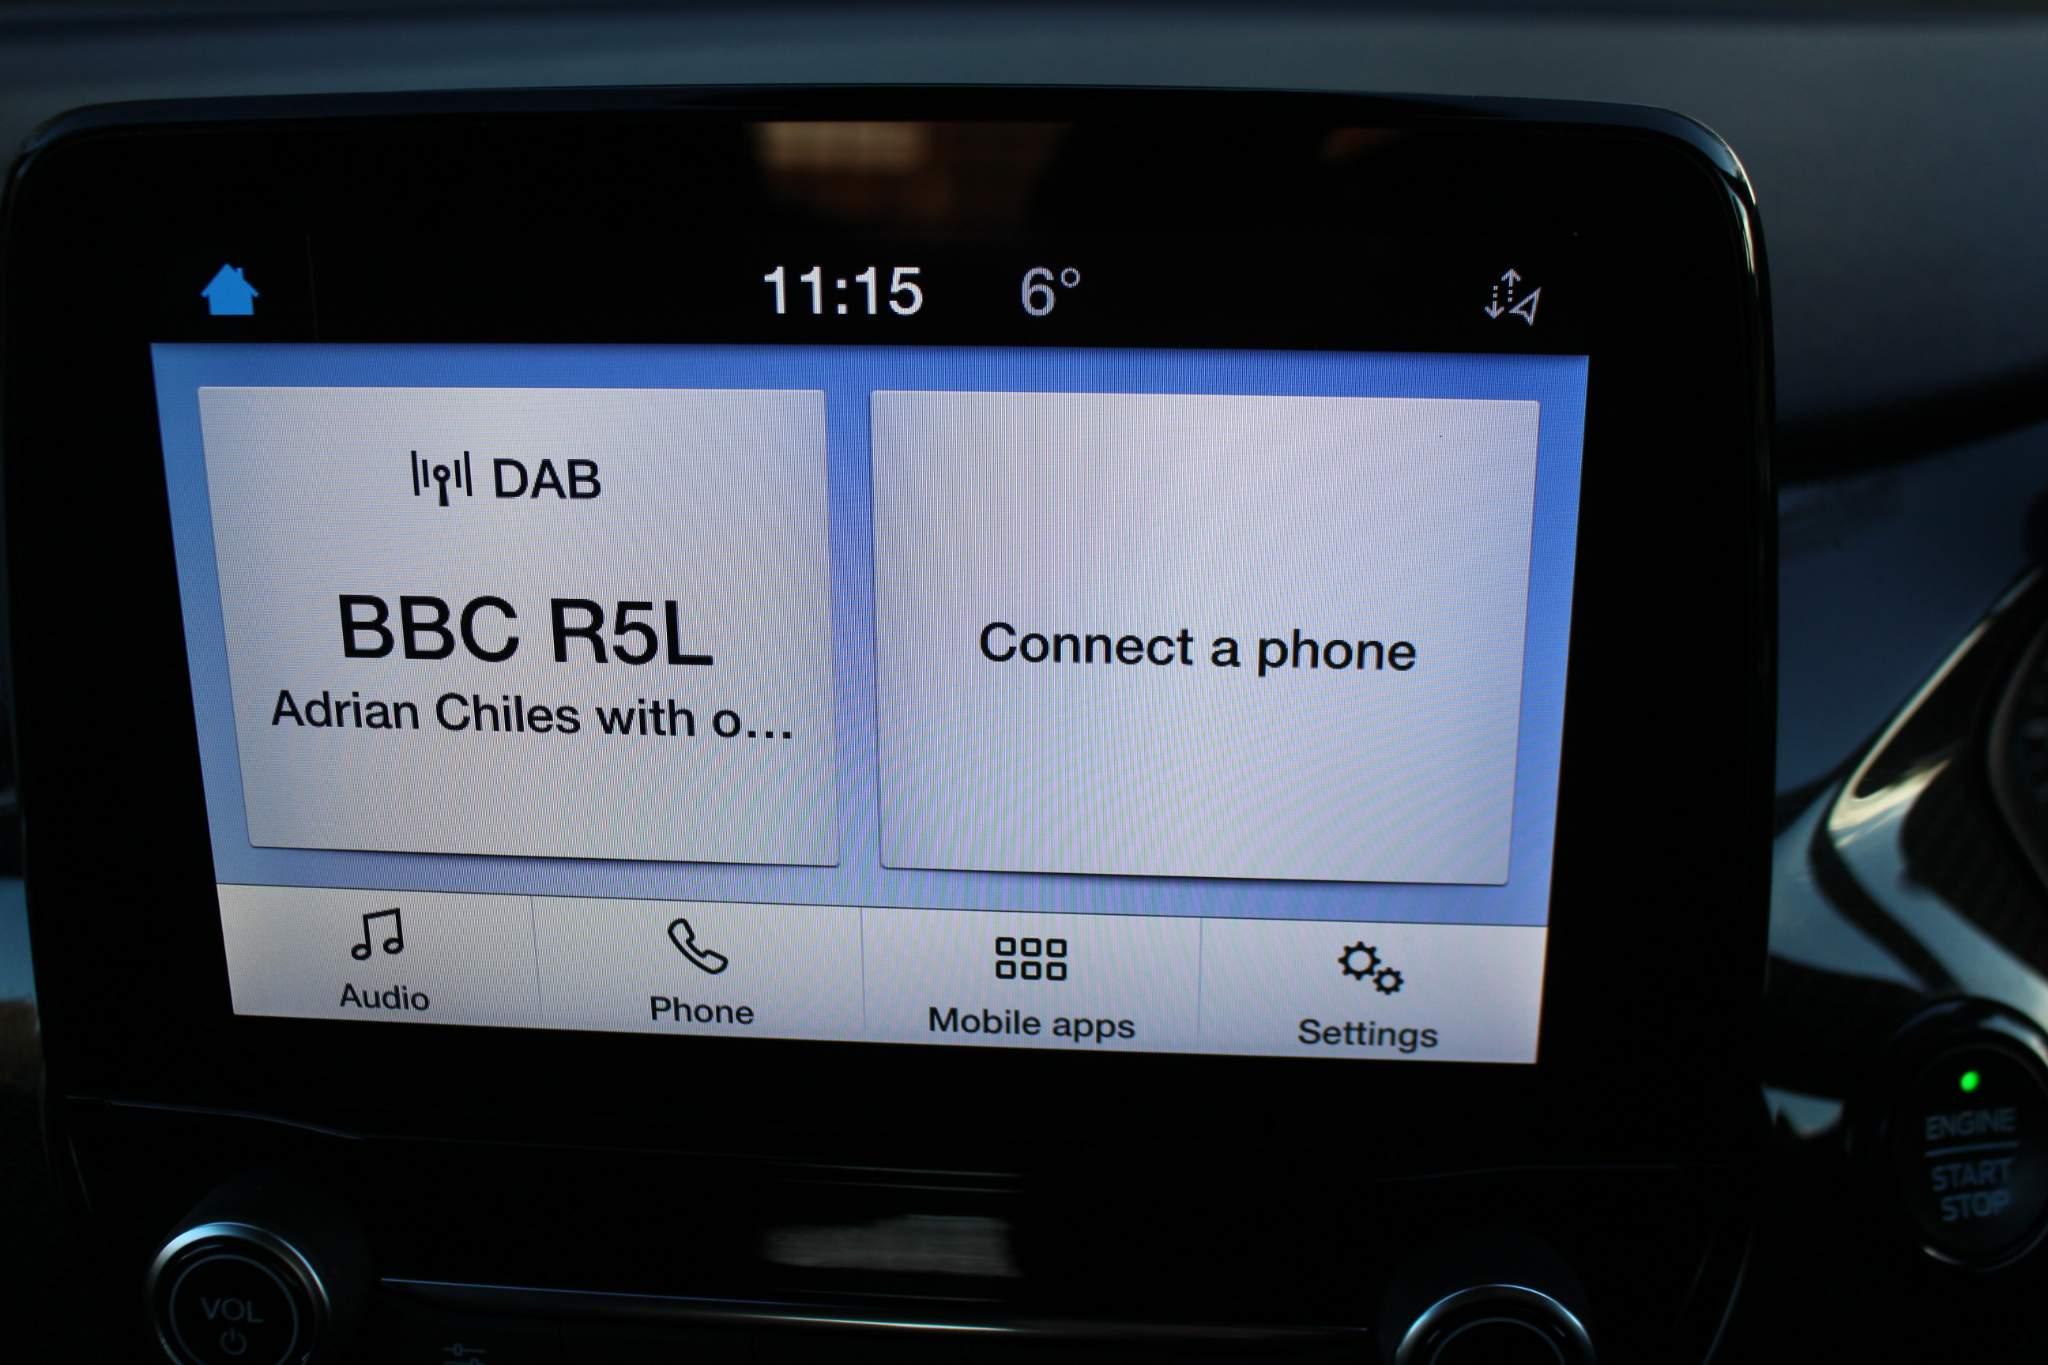 11:15 6°
DAB
BBC R5L
Adrian Chiles with o...
Connect a phone
Audio
Phone
Mobile apps
Settings
ENGINE
START
STOP
VOL